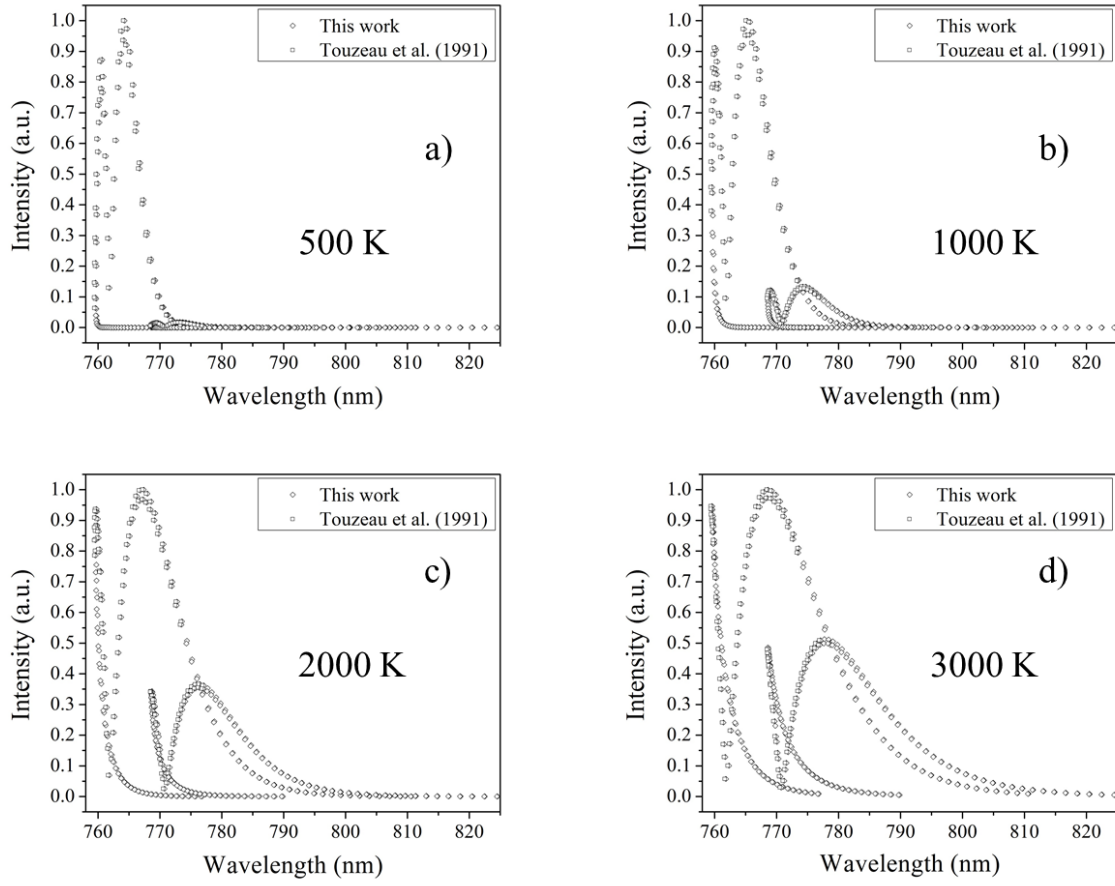 This work
Touzeau et al. (1991)
a)
500 K
Intensity (a.u.)
1.0
0.9
0.8
0.7
0.6
0.5
0.4
0.3
0.2
0.1
0.0
760 770 780 790 800 810 820
Wavelength (nm)
This work
Touzeau et al. (1991)
b)
1000 K
Intensity (a.u.)
1.0
0.9
0.8
0.7
0.6
0.5
0.4
0.3
0.2
0.1
0.0
760 770 780 790 800 810 820
Wavelength (nm)
This work
Touzeau et al. (1991)
c)
2000 K
Intensity (a.u.)
1.0
0.9
0.8
0.7
0.6
0.5
0.4
0.3
0.2
0.1
0.0
760 770 780 790 800 810 820
Wavelength (nm)
This work
Touzeau et al. (1991)
d)
3000 K
Intensity (a.u.)
1.0
0.9
0.8
0.7
0.6
0.5
0.4
0.3
0.2
0.1
0.0
760 770 780 790 800 810 820
Wavelength (nm)